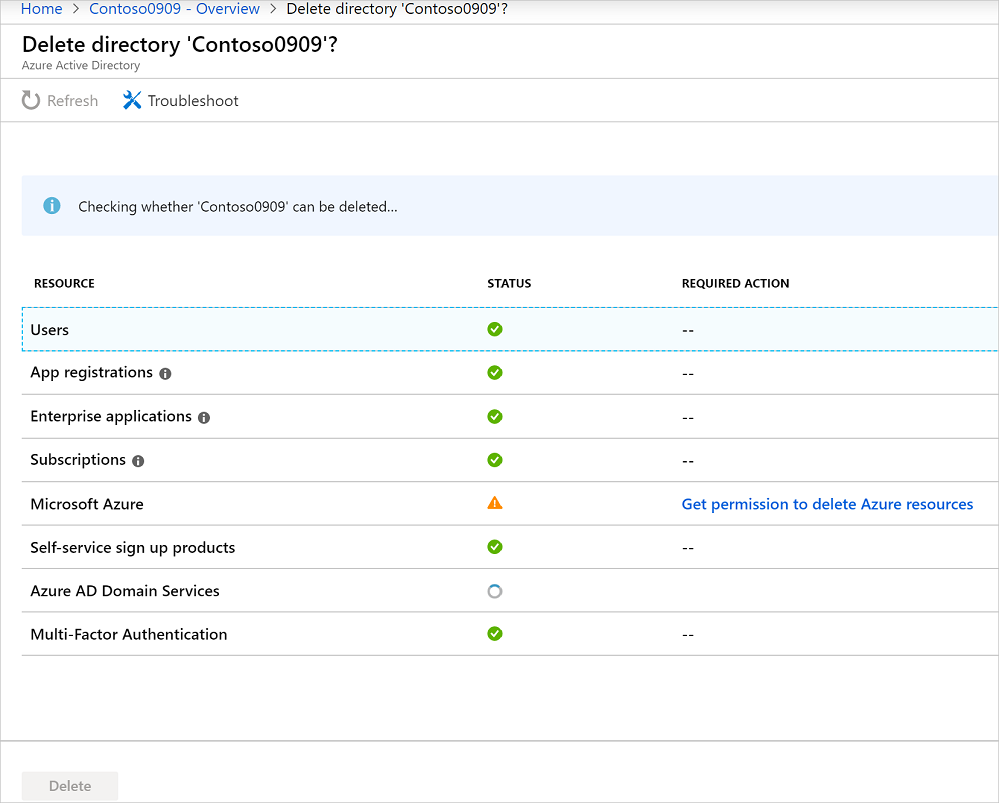 Home > Contoso0909 - Overview > Delete directory 'Contoso0909'?
Delete directory 'Contoso0909'?
Azure Active Directory
Refresh Troubleshoot
Checking whether 'Contoso0909' can be deleted...
RESOURCE STATUS REQUIRED ACTION
Users --
App registrations --
Enterprise applications --
Subscriptions --
Microsoft Azure Get permission to delete Azure resources
Self-service sign up products --
Azure AD Domain Services
Multi-Factor Authentication --
Delete